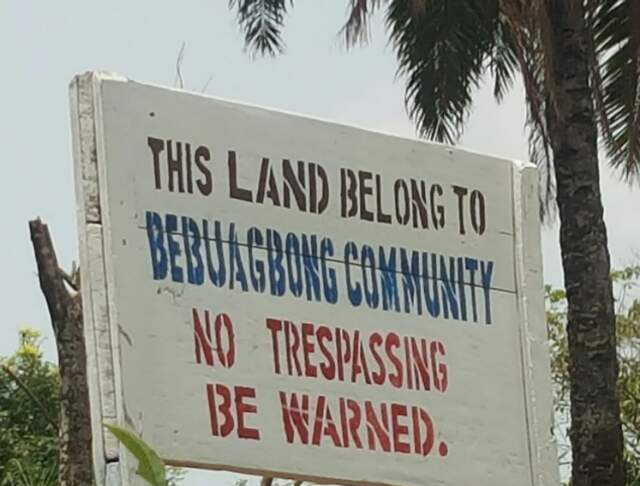 THIS LAND BELONG TO
BEBUAGBONG COMMUNITY
NO TRESPASSING
BE WARNED.